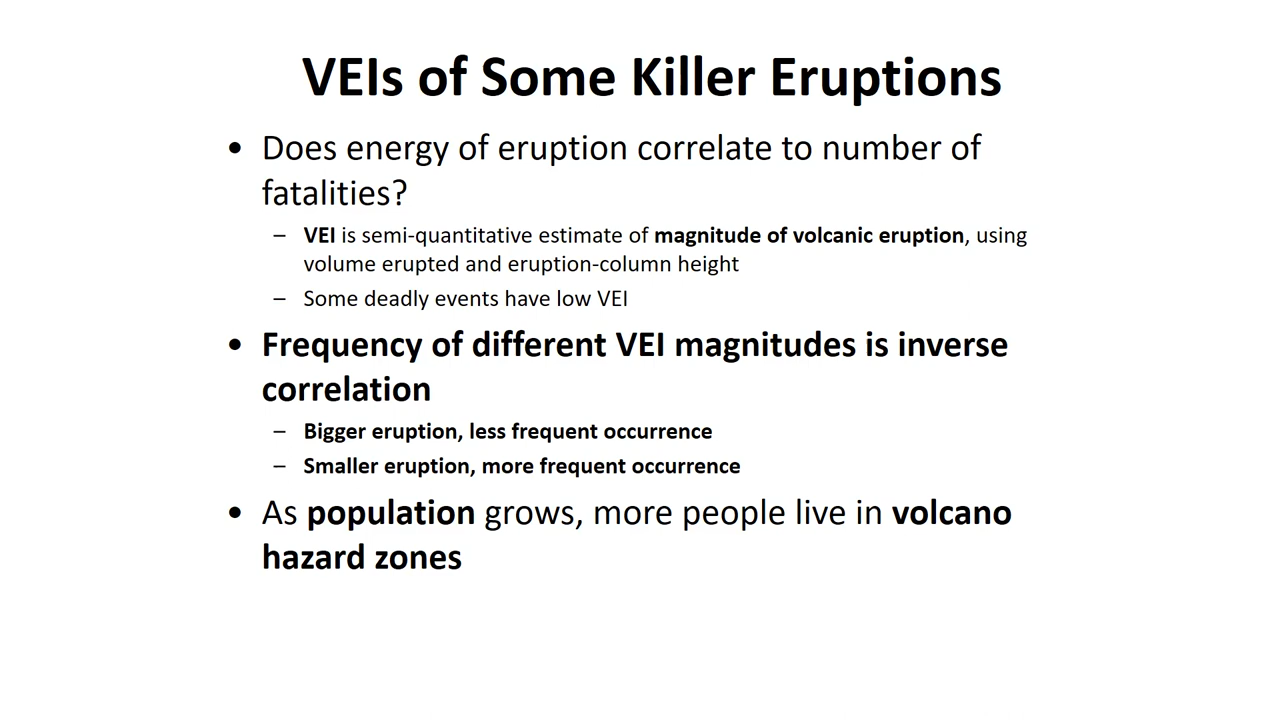 VEIs of Some Killer Eruptions
• Does energy of eruption correlate to number of
fatalities?
– VEI is semi-quantitative estimate of magnitude of volcanic eruption, using
volume erupted and eruption-column height
– Some deadly events have low VEI
• Frequency of different VEI magnitudes is inverse
correlation
– Bigger eruption, less frequent occurrence
– Smaller eruption, more frequent occurrence
• As population grows, more people live in volcano
hazard zones